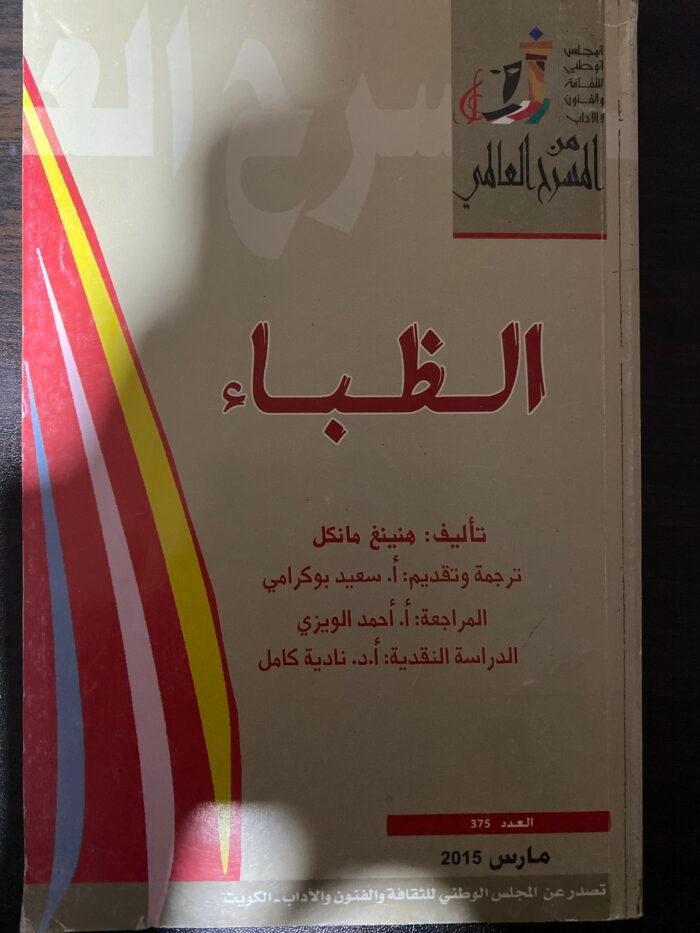 المجلس
الوطني
للثقافة
والفنون
والآداب
من
المسرح العالمي
الظباء
تأليف: هنينغ مانكل
ترجمة وتقديم: أ. سعيد بوكرامي
المراجعة: أ. أحمد الويزي
الدراسة النقدية: أ.د. نادية كامل
العدد 375
مارس 2015
تصدر عن المجلس الوطني للثقافة والفنون والآداب - الكويت